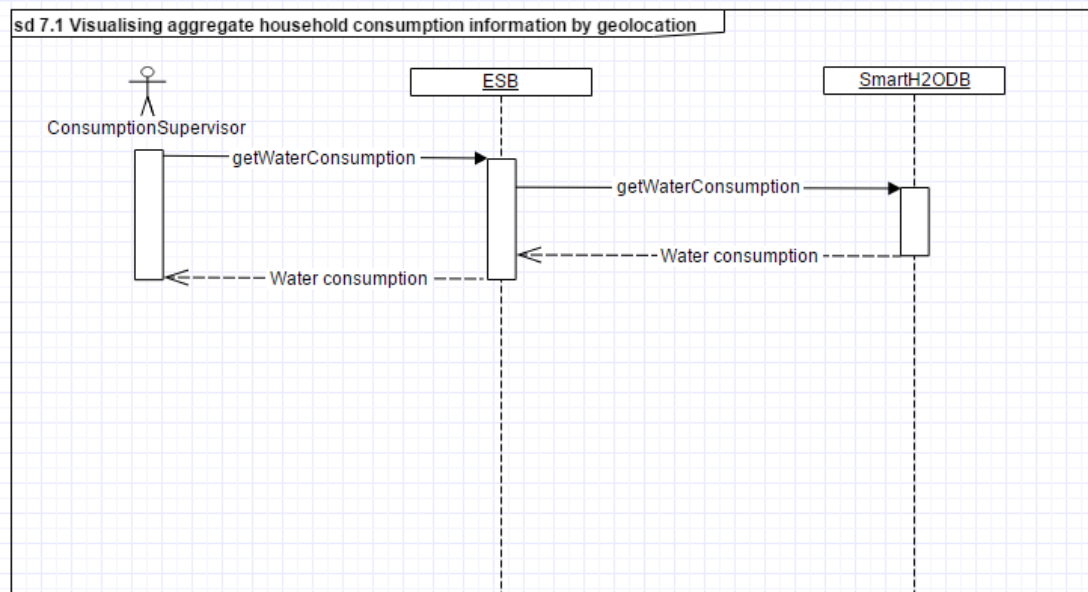 sd 7.1 Visualising aggregate household consumption information by geolocation
ESB
SmartH2ODB
ConsumptionSupervisor
getWaterConsumption
getWaterConsumption
Water consumption
Water consumption